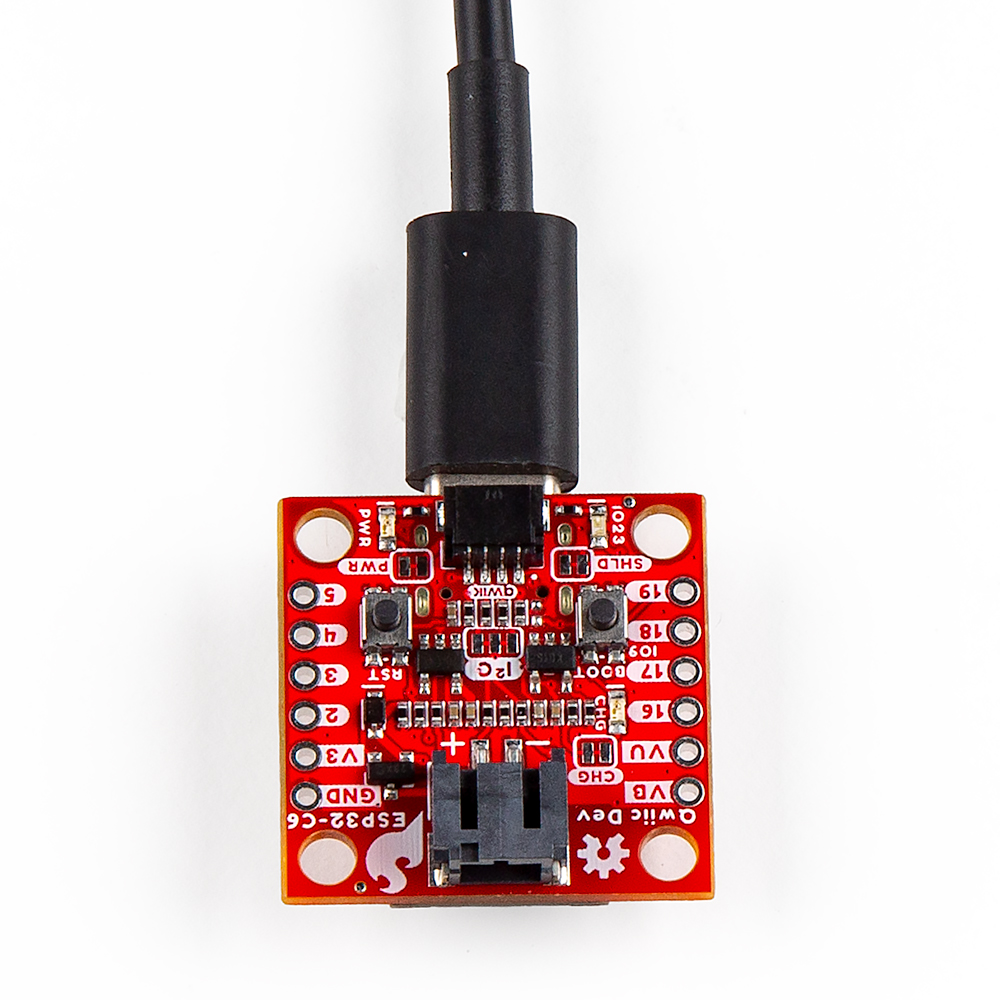 Qwiic Dev
ESP32-C6
VB
GND
CHG
VU
V3
- +
16
CHG
2
17
BOOT
IO9
I²C
RST
3
18
4
19
5
SHLD
PWR
IO23
PWR